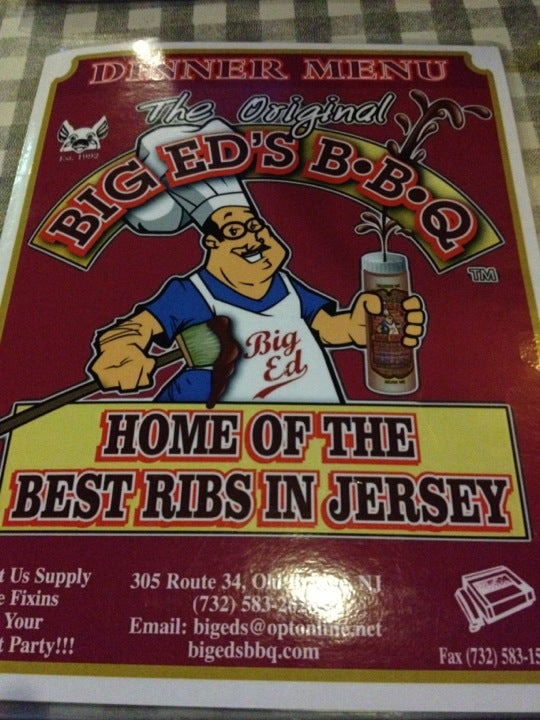 DINNER MENU
The Original
Est. 1992
BIG ED'S B•B•Q
TM
Big
Ed
HOME OF THE
BEST RIBS IN JERSEY
t Us Supply
e Fixins
Your
t Party!!!
305 Route 34, NJ
(732) 583-2
Email: bigeds@optonline.net
bigedsbbq.com
Fax (732) 583-15